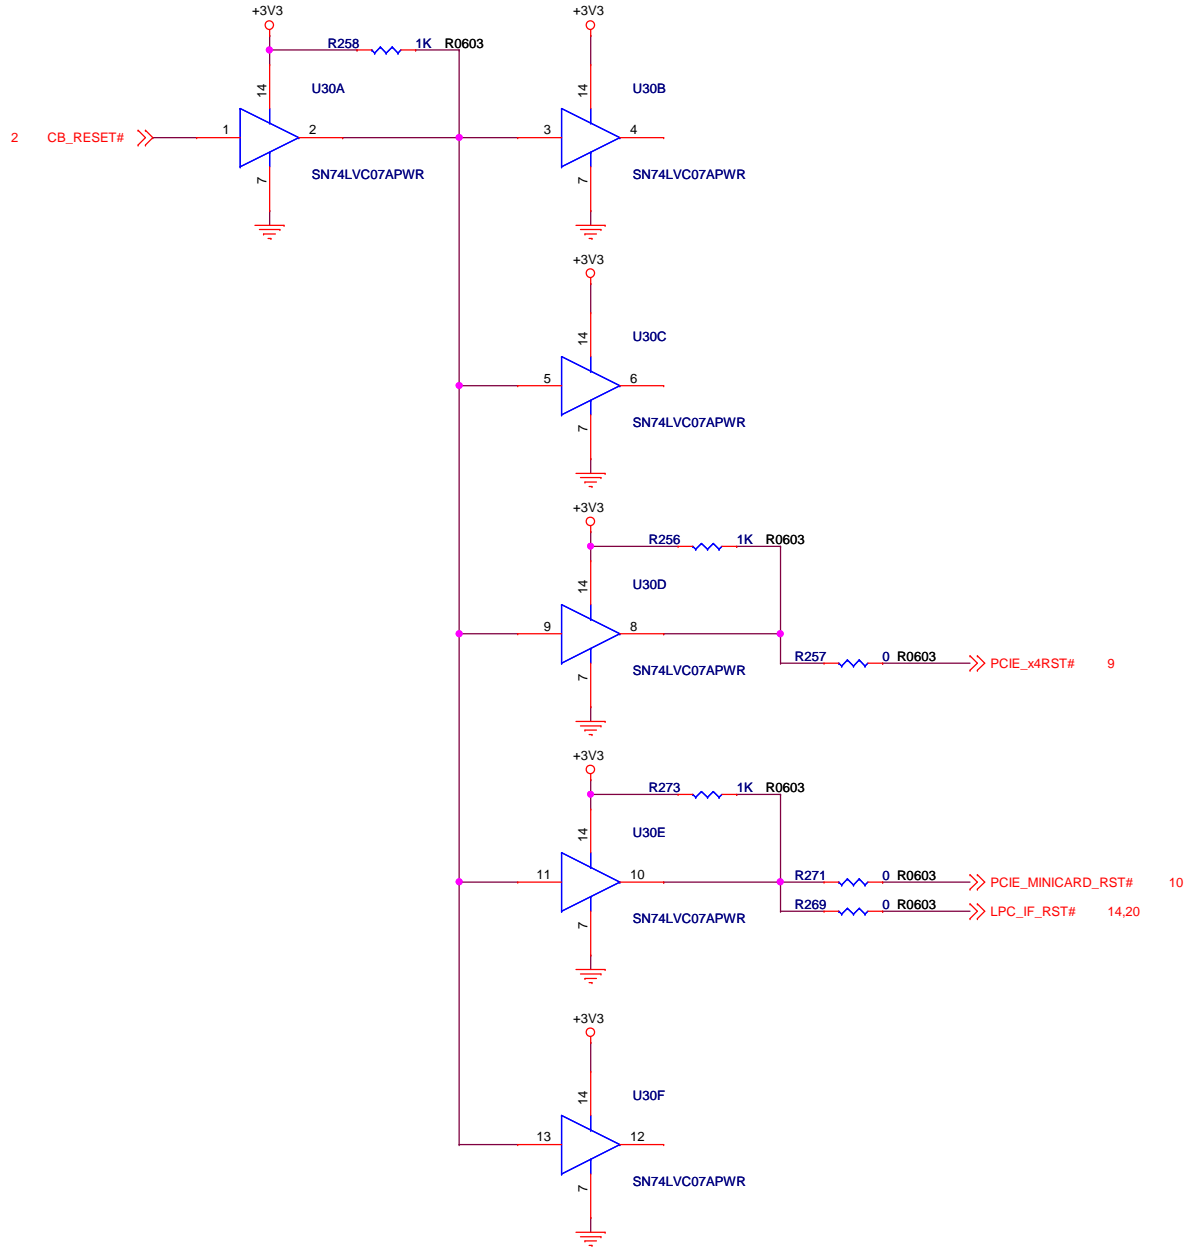 +3V3 +3V3
R258 1K R0603
14 U30A 14 U30B
2 CB_RESET# 1 2 3 4
7 SN74LVC07APWR 7 SN74LVC07APWR
+3V3
14 U30C
5 6
7 SN74LVC07APWR
+3V3
R256 1K R0603
14 U30D
9 8
R257 0 R0603 PCIE_x4RST# 9
7 SN74LVC07APWR
+3V3
R273 1K R0603
14 U30E
11 10 R271 0 R0603 PCIE_MINICARD_RST# 10
R269 0 R0603 LPC_IF_RST# 14,20
7 SN74LVC07APWR
+3V3
14 U30F
13 12
7 SN74LVC07APWR